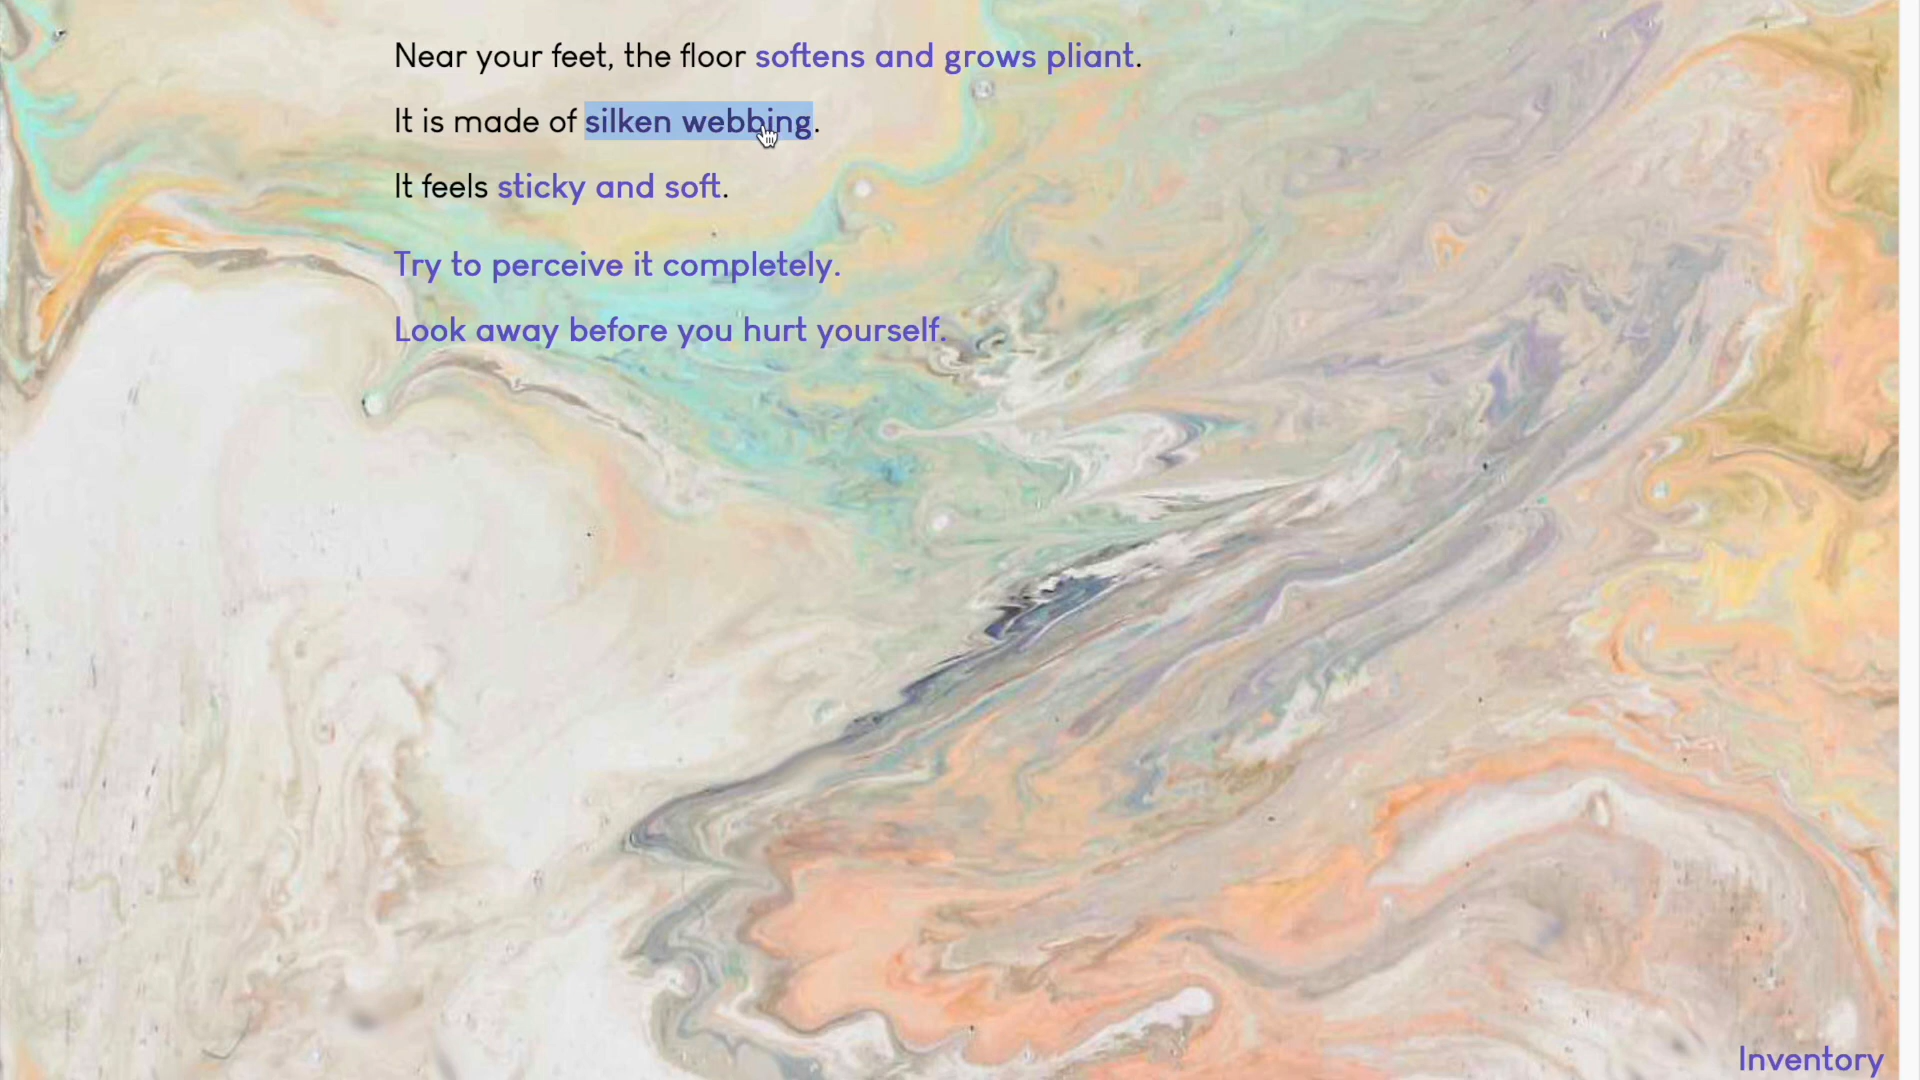 Near your feet, the floor softens and grows pliant.
It is made of silken webbing.
It feels sticky and soft.
Try to perceive it completely.
Look away before you hurt yourself.
Inventory